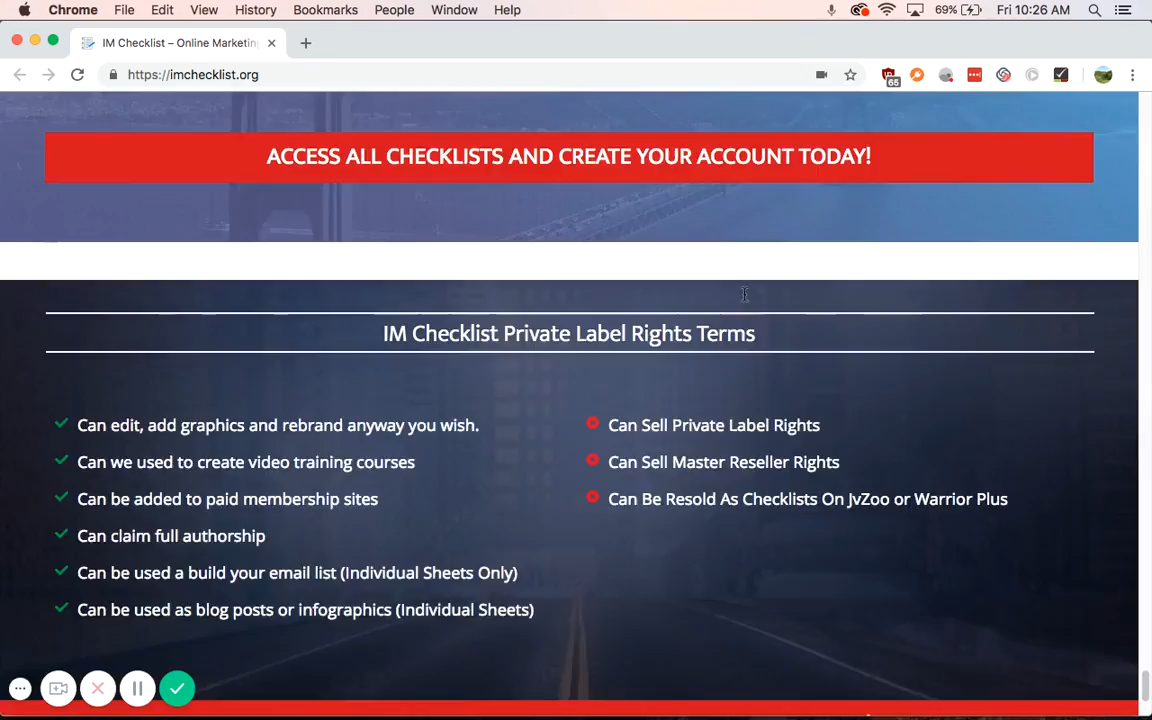 Chrome File Edit View History Bookmarks People Window Help 69% Fri 10:26 AM
IM Checklist – Online Marketing
https://imchecklist.org
65
ACCESS ALL CHECKLISTS AND CREATE YOUR ACCOUNT TODAY!
IM Checklist Private Label Rights Terms
Can edit, add graphics and rebrand anyway you wish.
Can we used to create video training courses
Can be added to paid membership sites
Can claim full authorship
Can be used a build your email list (Individual Sheets Only)
Can be used as blog posts or infographics (Individual Sheets)
Can Sell Private Label Rights
Can Sell Master Reseller Rights
Can Be Resold As Checklists On JvZoo or Warrior Plus